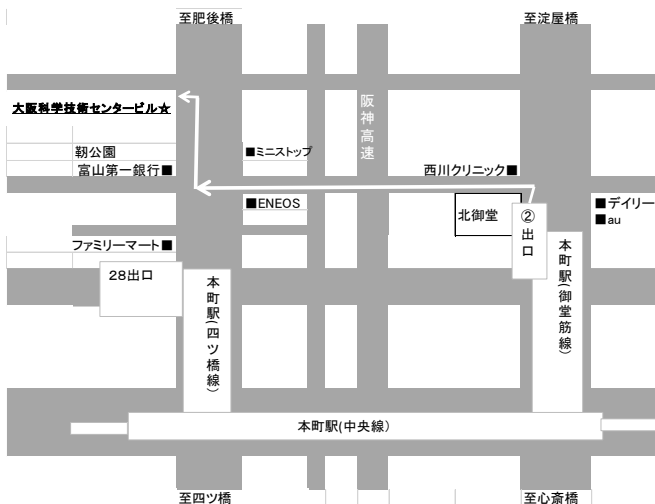 至肥後橋
至淀屋橋
大阪科学技術センタービル☆
阪神高速
靭公園
■ミニストップ
富山第一銀行■
西川クリニック■
■ENEOS
北御堂
②出口
■デイリー
■au
ファミリーマート■
28出口
本町駅(四ツ橋線)
本町駅(御堂筋線)
本町駅(中央線)
至四ツ橋
至心斎橋